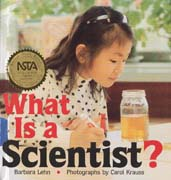 NSTA
What
Is a
Scientist?
Barbara Lehn • Photographs by Carol Krauss